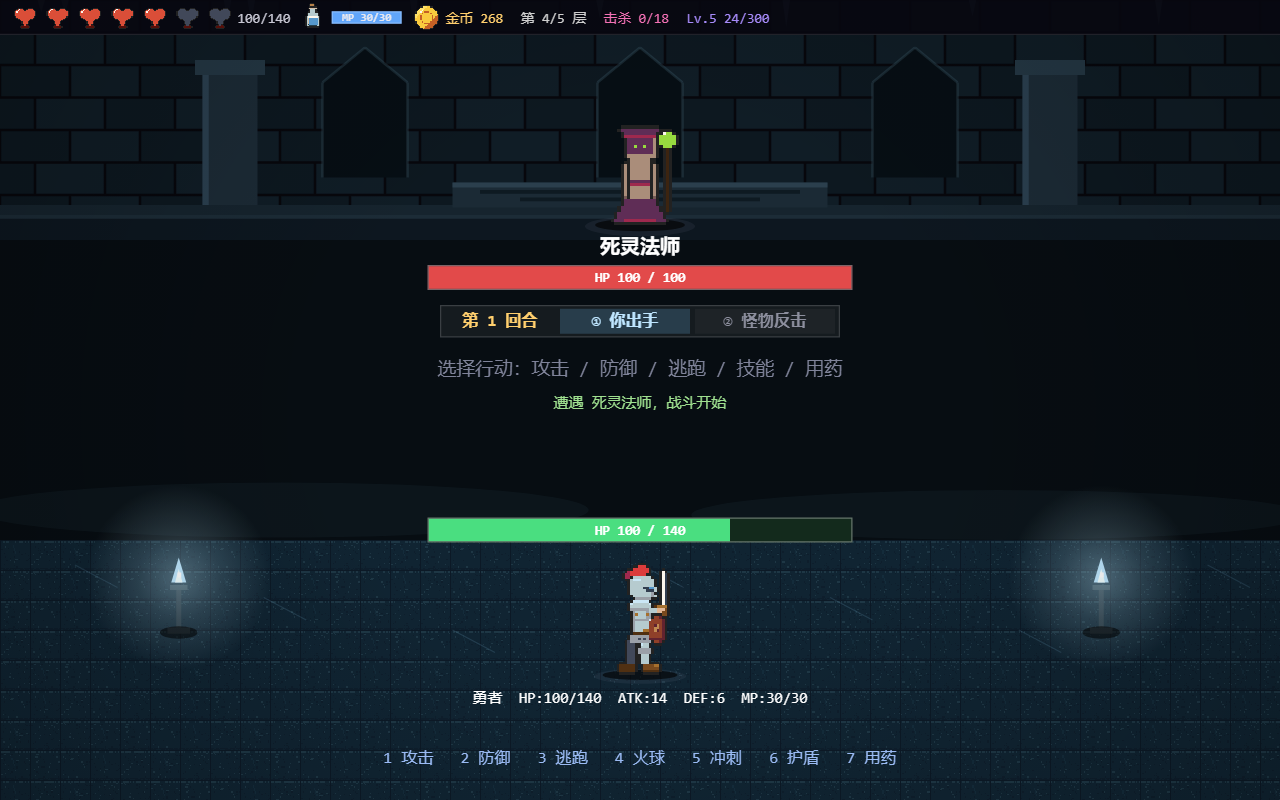 100/140 MP 30/30 金币 268 第 4/5 层 击杀 0/18 Lv.5 24/300
死灵法师
HP 100 / 100
第 1 回合 ① 你出手 ② 怪物反击
选择行动: 攻击 / 防御 / 逃跑 / 技能 / 用药
遭遇 死灵法师, 战斗开始
HP 100 / 140
勇者 HP:100/140 ATK:14 DEF:6 MP:30/30
1 攻击 2 防御 3 逃跑 4 火球 5 冲刺 6 护盾 7 用药